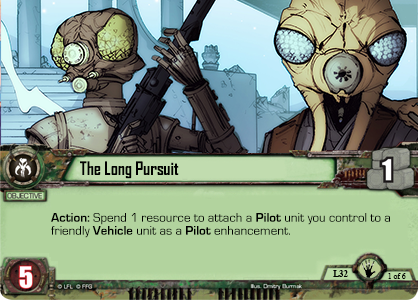 The Long Pursuit
1
OBJECTIVE
Action: Spend 1 resource to attach a Pilot unit you control to a
friendly Vehicle unit as a Pilot enhancement.
5
© LFL © FFG
Illus. Dmitry Burmak
L32
1 of 6